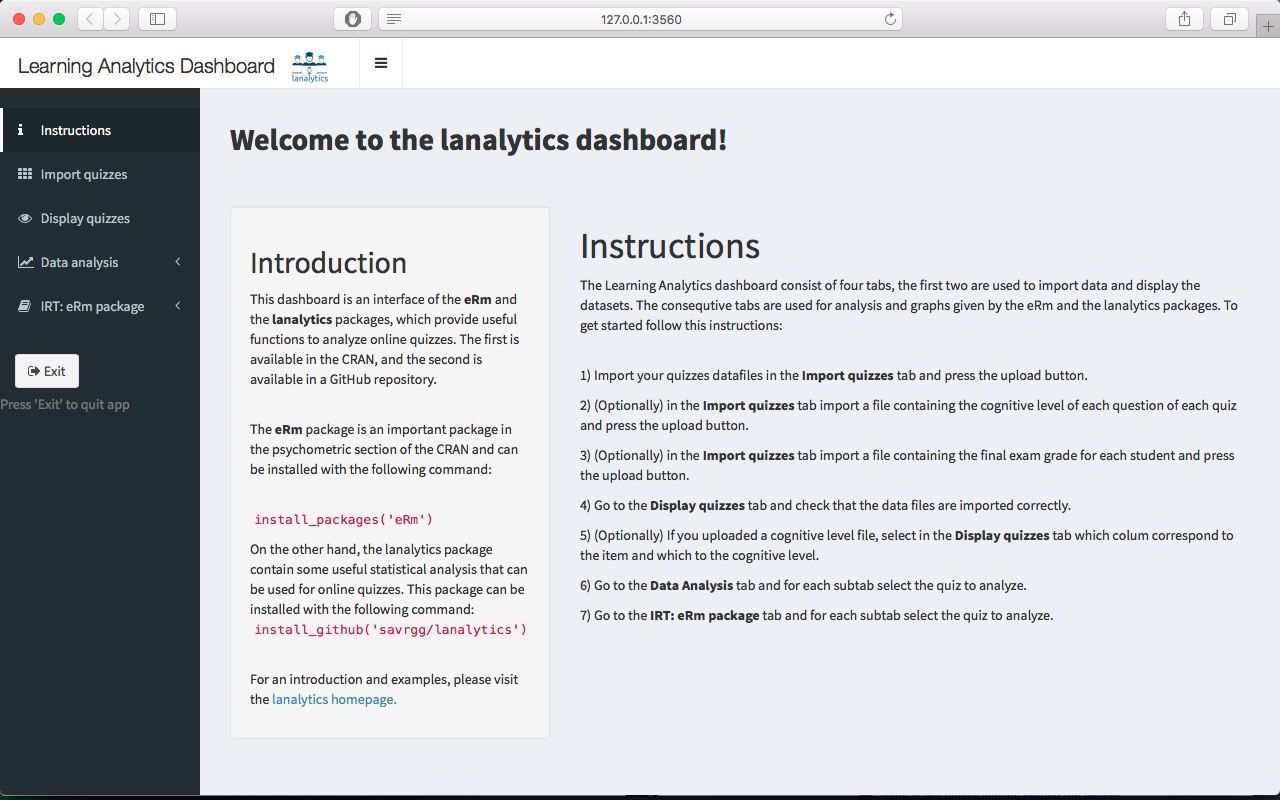 127.0.0.1:3560
Learning Analytics Dashboard
lanalytics
Instructions
Import quizzes
Display quizzes
Data analysis
IRT: eRm package
Exit
Press 'Exit' to quit app
Welcome to the lanalytics dashboard!
Introduction
This dashboard is an interface of the eRm and
the lanalytics packages, which provide useful
functions to analyze online quizzes. The first is
available in the CRAN, and the second is
available in a GitHub repository.
The eRm package is an important package in
the psychometric section of the CRAN and can
be installed with the following command:
install_packages('eRm')
On the other hand, the lanalytics package
contain some useful statistical analysis that can
be used for online quizzes. This package can be
installed with the following command:
install_github('savrgg/lanalytics')
For an introduction and examples, please visit
the lanalytics homepage.
Instructions
The Learning Analytics dashboard consist of four tabs, the first two are used to import data and display the
datasets. The consequtive tabs are used for analysis and graphs given by the eRm and the lanalytics packages. To
get started follow this instructions:
1) Import your quizzes datafiles in the Import quizzes tab and press the upload button.
2) (Optionally) in the Import quizzes tab import a file containing the cognitive level of each question of each quiz
and press the upload button.
3) (Optionally) in the Import quizzes tab import a file containing the final exam grade for each student and press
the upload button.
4) Go to the Display quizzes tab and check that the data files are imported correctly.
5) (Optionally) If you uploaded a cognitive level file, select in the Display quizzes tab which colum correspond to
the item and which to the cognitive level.
6) Go to the Data Analysis tab and for each subtab select the quiz to analyze.
7) Go to the IRT: eRm package tab and for each subtab select the quiz to analyze.